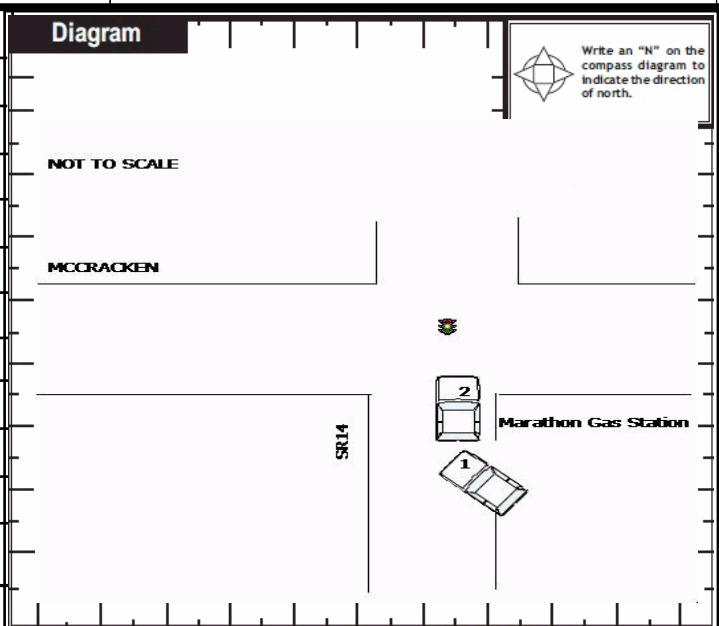 Diagram
Write an “N” on the
compass diagram to
indicate the direction
of north.
NOT TO SCALE
MCCRACKEN
2
SR14
Marathon Gas Station
1